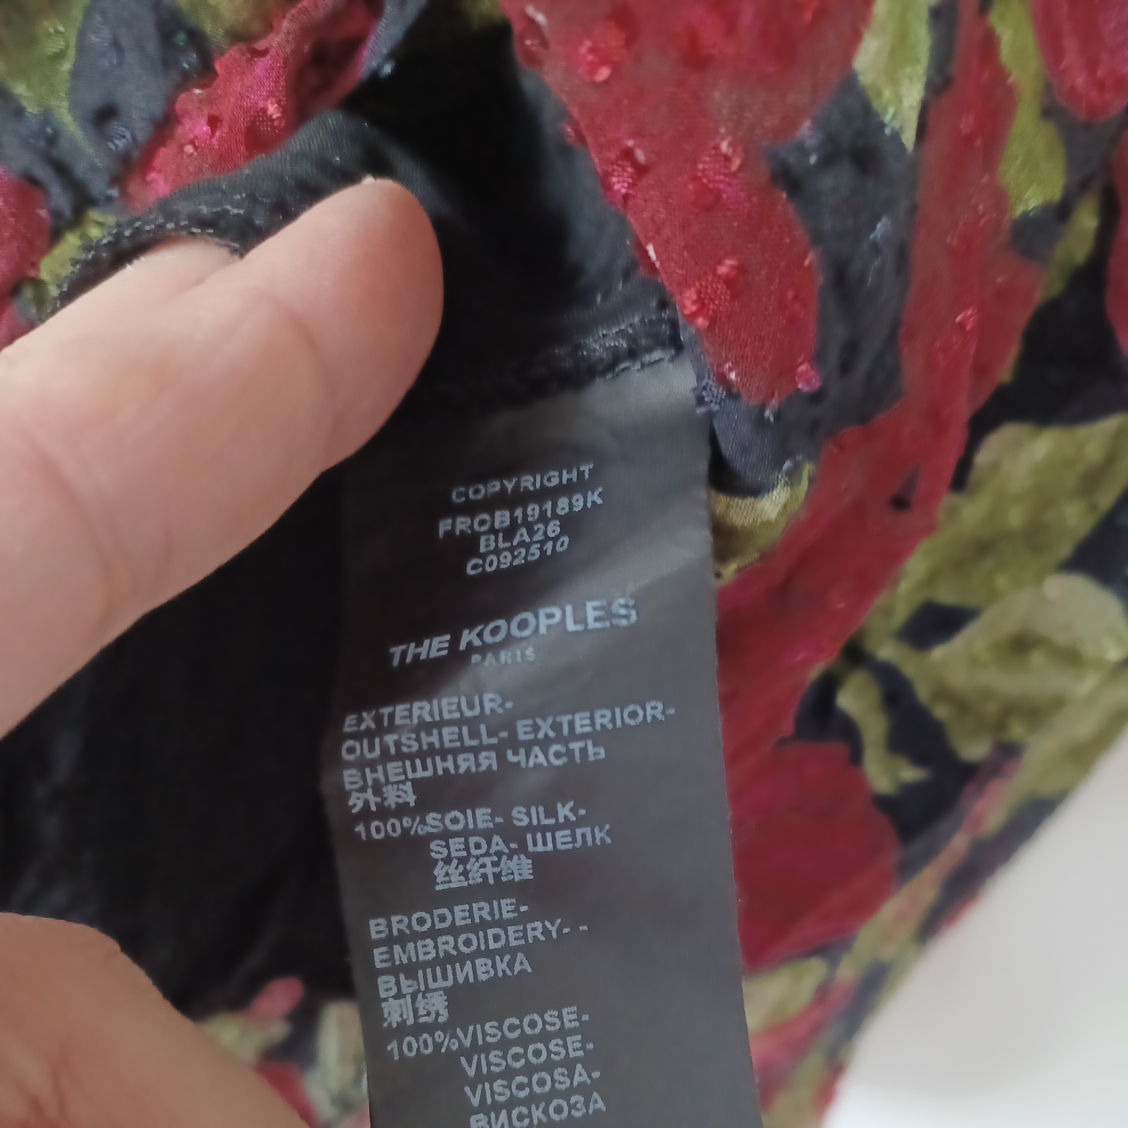 COPYRIGHT
FROB19189K
BLA26
C092510
THE KOOPLES
PARIS
EXTERIEUR-
OUTSHELL- EXTERIOR-
ВНЕШНЯЯ ЧАСТЬ
外料
100%SOIE- SILK-
SEDA- ШЕЛК
丝纤维
BRODERIE-
EMBROIDERY- -
ВЫШИВКА
刺绣
100%VISCOSE-
VISCOSE-
VISCOSA-
ВИСКОЗА